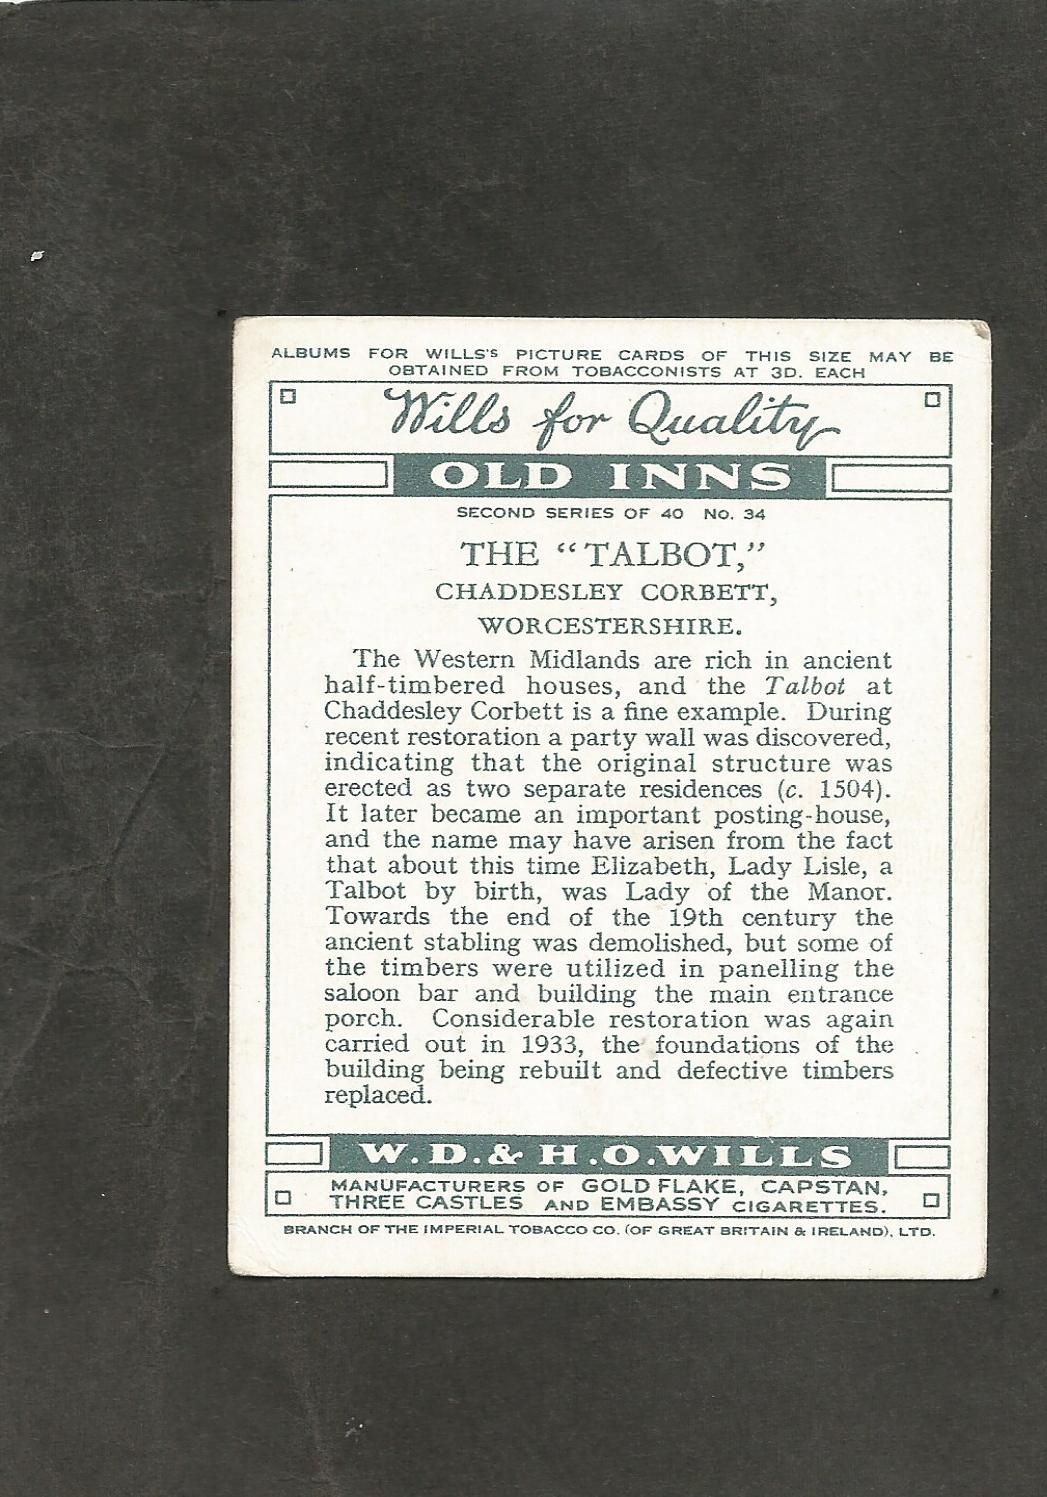 ALBUMS FOR WILLS'S PICTURE CARDS OF THIS SIZE MAY BE
OBTAINED FROM TOBACCONISTS AT 3D. EACH
Wills for Quality
OLD INNS
SECOND SERIES OF 40 No. 34
THE "TALBOT,"
CHADDESLEY CORBETT,
WORCESTERSHIRE.
The Western Midlands are rich in ancient
half-timbered houses, and the Talbot at
Chaddesley Corbett is a fine example. During
recent restoration a party wall was discovered,
indicating that the original structure was
erected as two separate residences (c. 1504).
It later became an important posting-house,
and the name may have arisen from the fact
that about this time Elizabeth, Lady Lisle, a
Talbot by birth, was Lady of the Manor.
Towards the end of the 19th century the
ancient stabling was demolished, but some of
the timbers were utilized in panelling the
saloon bar and building the main entrance
porch. Considerable restoration was again
carried out in 1933, the foundations of the
building being rebuilt and defective timbers
replaced.
W.D.& H.O.WILLS
MANUFACTURERS OF GOLD FLAKE, CAPSTAN,
THREE CASTLES AND EMBASSY CIGARETTES.
BRANCH OF THE IMPERIAL TOBACCO CO. (OF GREAT BRITAIN & IRELAND), LTD.